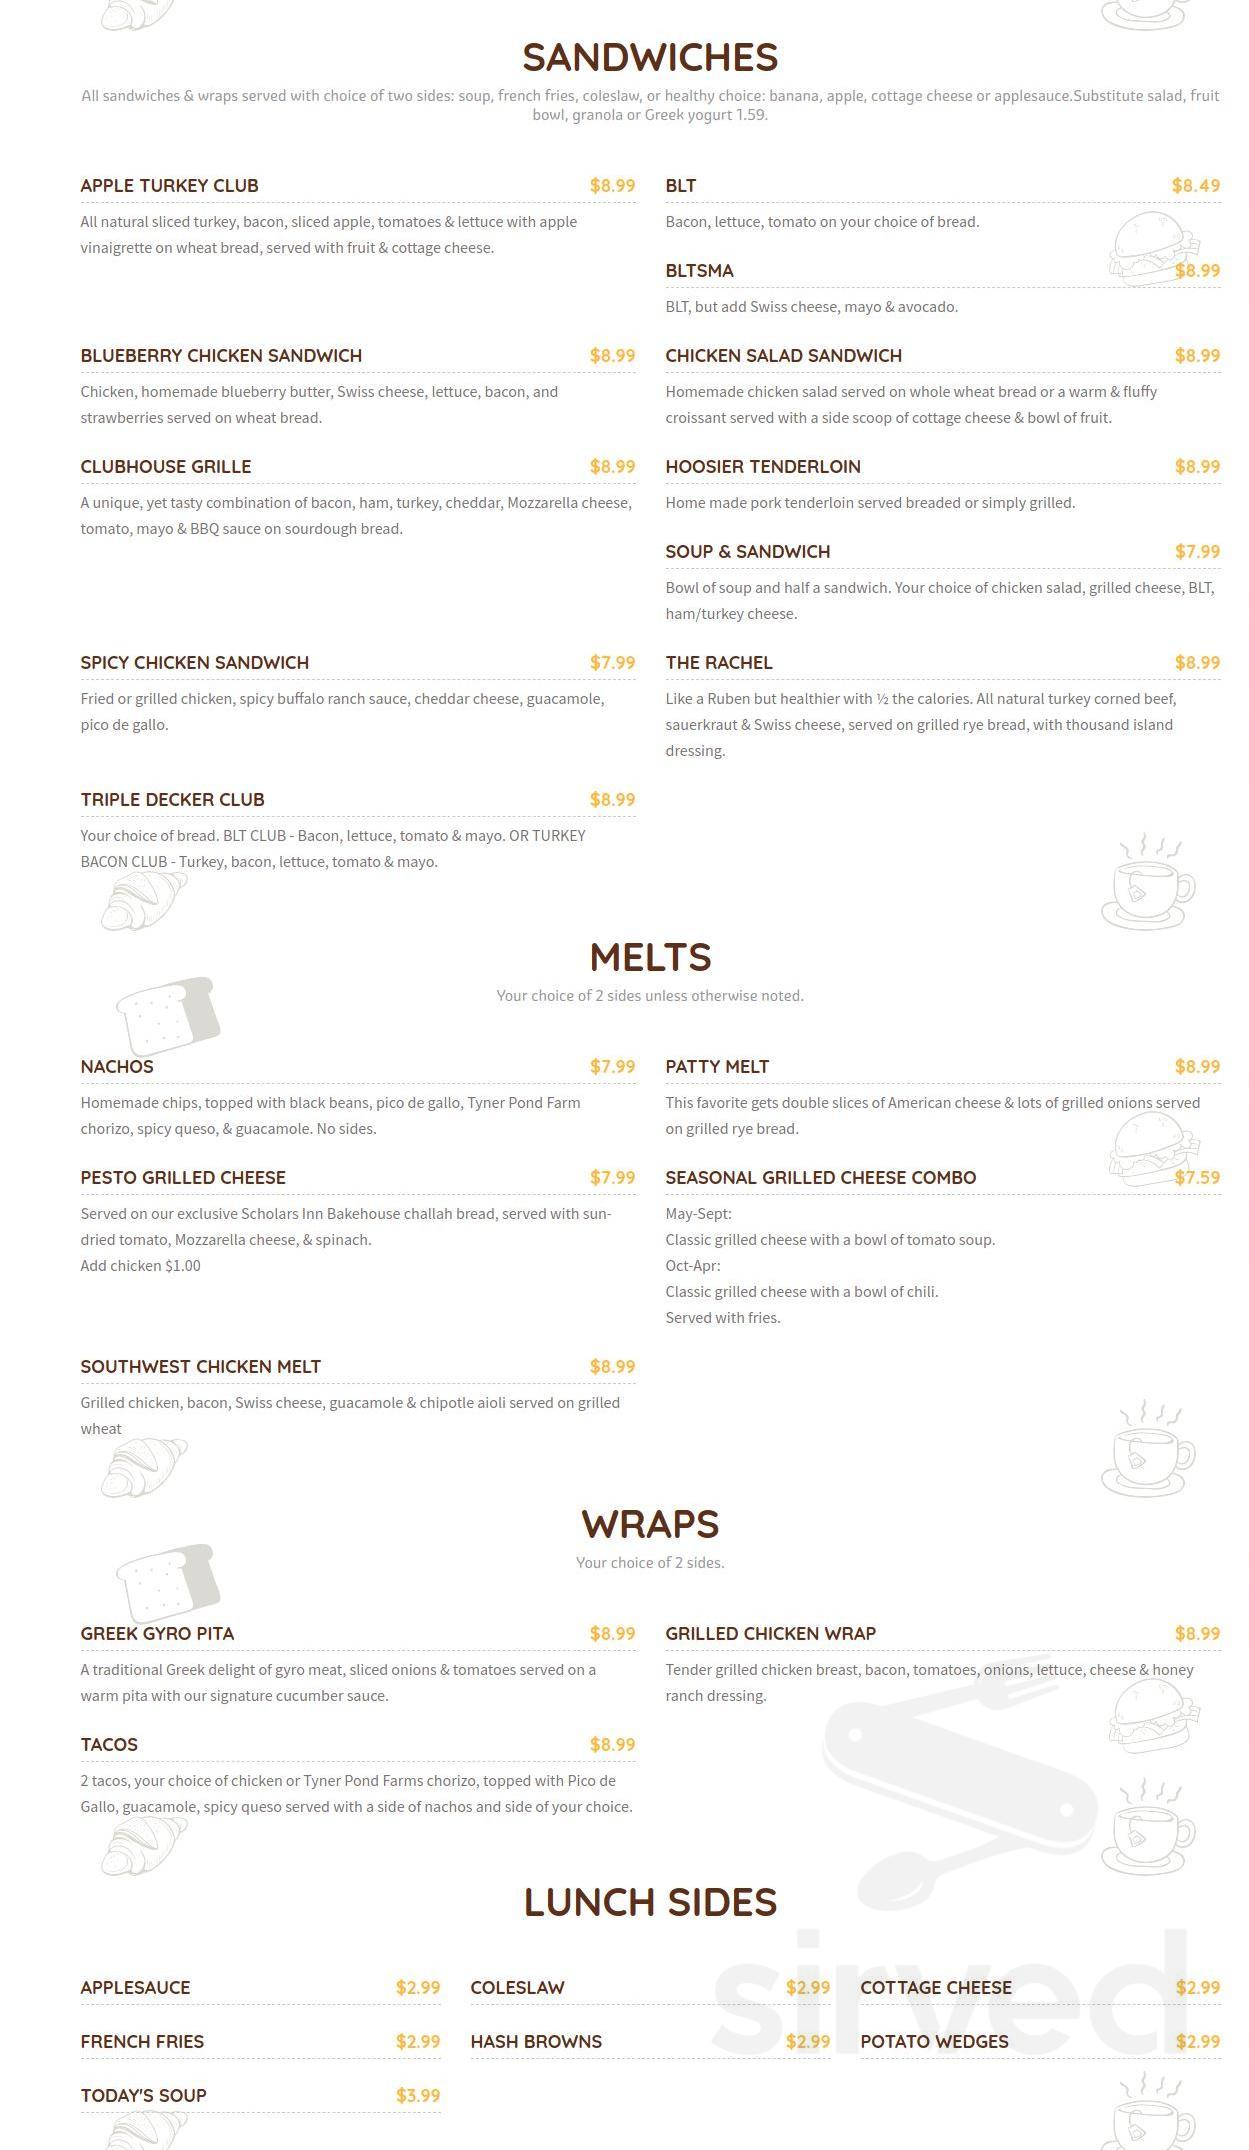 SANDWICHES
All sandwiches & wraps served with choice of two sides: soup, french fries, coleslaw, or healthy choice: banana, apple, cottage cheese or applesauce.Substitute salad, fruit
bowl, granola or Greek yogurt 1.59.
APPLE TURKEY CLUB $8.99
All natural sliced turkey, bacon, sliced apple, tomatoes & lettuce with apple
vinaigrette on wheat bread, served with fruit & cottage cheese.
BLT $8.49
Bacon, lettuce, tomato on your choice of bread.
BLTSMA $8.99
BLT, but add Swiss cheese, mayo & avocado.
BLUEBERRY CHICKEN SANDWICH $8.99
Chicken, homemade blueberry butter, Swiss cheese, lettuce, bacon, and
strawberries served on wheat bread.
CHICKEN SALAD SANDWICH $8.99
Homemade chicken salad served on whole wheat bread or a warm & fluffy
croissant served with a side scoop of cottage cheese & bowl of fruit.
CLUBHOUSE GRILLE $8.99
A unique, yet tasty combination of bacon, ham, turkey, cheddar, Mozzarella cheese,
tomato, mayo & BBQ sauce on sourdough bread.
HOOSIER TENDERLOIN $8.99
Home made pork tenderloin served breaded or simply grilled.
SOUP & SANDWICH $7.99
Bowl of soup and half a sandwich. Your choice of chicken salad, grilled cheese, BLT,
ham/turkey cheese.
SPICY CHICKEN SANDWICH $7.99
Fried or grilled chicken, spicy buffalo ranch sauce, cheddar cheese, guacamole,
pico de gallo.
THE RACHEL $8.99
Like a Ruben but healthier with ½ the calories. All natural turkey corned beef,
sauerkraut & Swiss cheese, served on grilled rye bread, with thousand island
dressing.
TRIPLE DECKER CLUB $8.99
Your choice of bread. BLT CLUB - Bacon, lettuce, tomato & mayo. OR TURKEY
BACON CLUB - Turkey, bacon, lettuce, tomato & mayo.
MELTS
Your choice of 2 sides unless otherwise noted.
NACHOS $7.99
Homemade chips, topped with black beans, pico de gallo, Tyner Pond Farm
chorizo, spicy queso, & guacamole. No sides.
PATTY MELT $8.99
This favorite gets double slices of American cheese & lots of grilled onions served
on grilled rye bread.
PESTO GRILLED CHEESE $7.99
Served on our exclusive Scholars Inn Bakehouse challah bread, served with sun-
dried tomato, Mozzarella cheese, & spinach.
Add chicken $1.00
SEASONAL GRILLED CHEESE COMBO $7.59
May-Sept:
Classic grilled cheese with a bowl of tomato soup.
Oct-Apr:
Classic grilled cheese with a bowl of chili.
Served with fries.
SOUTHWEST CHICKEN MELT $8.99
Grilled chicken, bacon, Swiss cheese, guacamole & chipotle aioli served on grilled
wheat
WRAPS
Your choice of 2 sides.
GREEK GYRO PITA $8.99
A traditional Greek delight of gyro meat, sliced onions & tomatoes served on a
warm pita with our signature cucumber sauce.
GRILLED CHICKEN WRAP $8.99
Tender grilled chicken breast, bacon, tomatoes, onions, lettuce, cheese & honey
ranch dressing.
TACOS $8.99
2 tacos, your choice of chicken or Tyner Pond Farms chorizo, topped with Pico de
Gallo, guacamole, spicy queso served with a side of nachos and side of your choice.
LUNCH SIDES
sirved
APPLESAUCE $2.99
COLESLAW $2.99
COTTAGE CHEESE $2.99
FRENCH FRIES $2.99
HASH BROWNS $2.99
POTATO WEDGES $2.99
TODAY'S SOUP $3.99